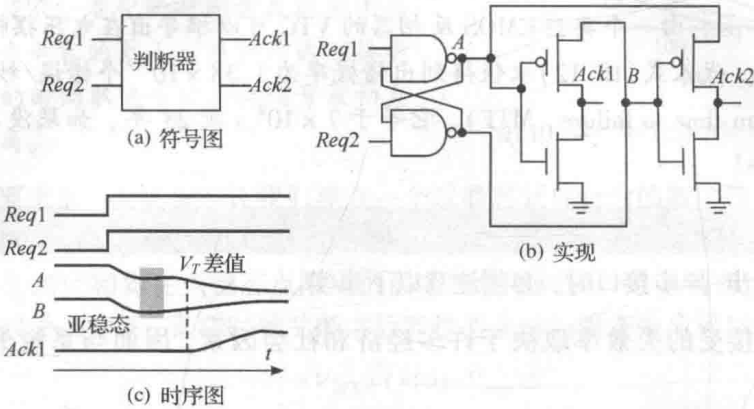 Req1
Ack1
判断器
Req2
Ack2
(a) 符号图
Req1
A
Ack1
B
Ack2
Req2
(b) 实现
Req1
Req2
V_T 差值
A
B
亚稳态
Ack1
t
(c) 时序图